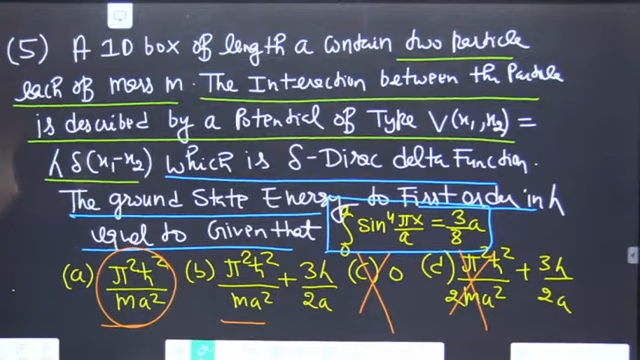 (5) A 1D box of length a contain two particle
each of mass m. The Interaction between the Particle
is described by a Potential of Type V(x₁,x₂) =
λ δ(x₁-x₂) which is δ-Dirac delta Function.
The ground State Energy to First order in λ
equal to Given that ∫₀ᵃ sin⁴ πx/a = 3/8 a
(a) π²ħ²/ma² (b) π²ħ²/ma² + 3λ/2a (c) 0 (d) π²ħ²/2ma² + 3λ/2a